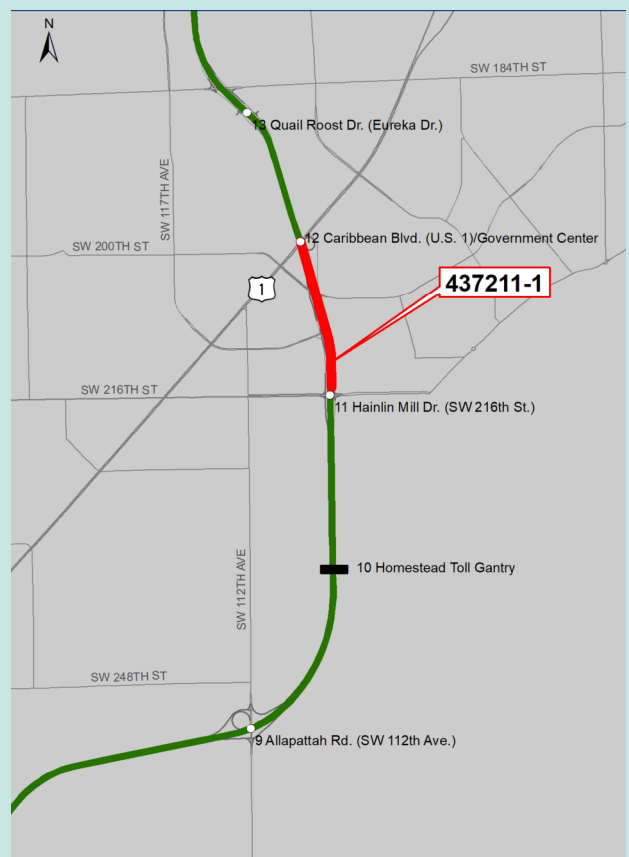 N
SW 184TH ST
13 Quail Roost Dr. (Eureka Dr.)
SW 117TH AVE
12 Caribbean Blvd. (U.S. 1)/Government Center
SW 200TH ST
437211-1
1
SW 216TH ST
11 Hainlin Mill Dr. (SW 216th St.)
10 Homestead Toll Gantry
SW 112TH AVE
SW 248TH ST
9 Allapattah Rd. (SW 112th Ave.)